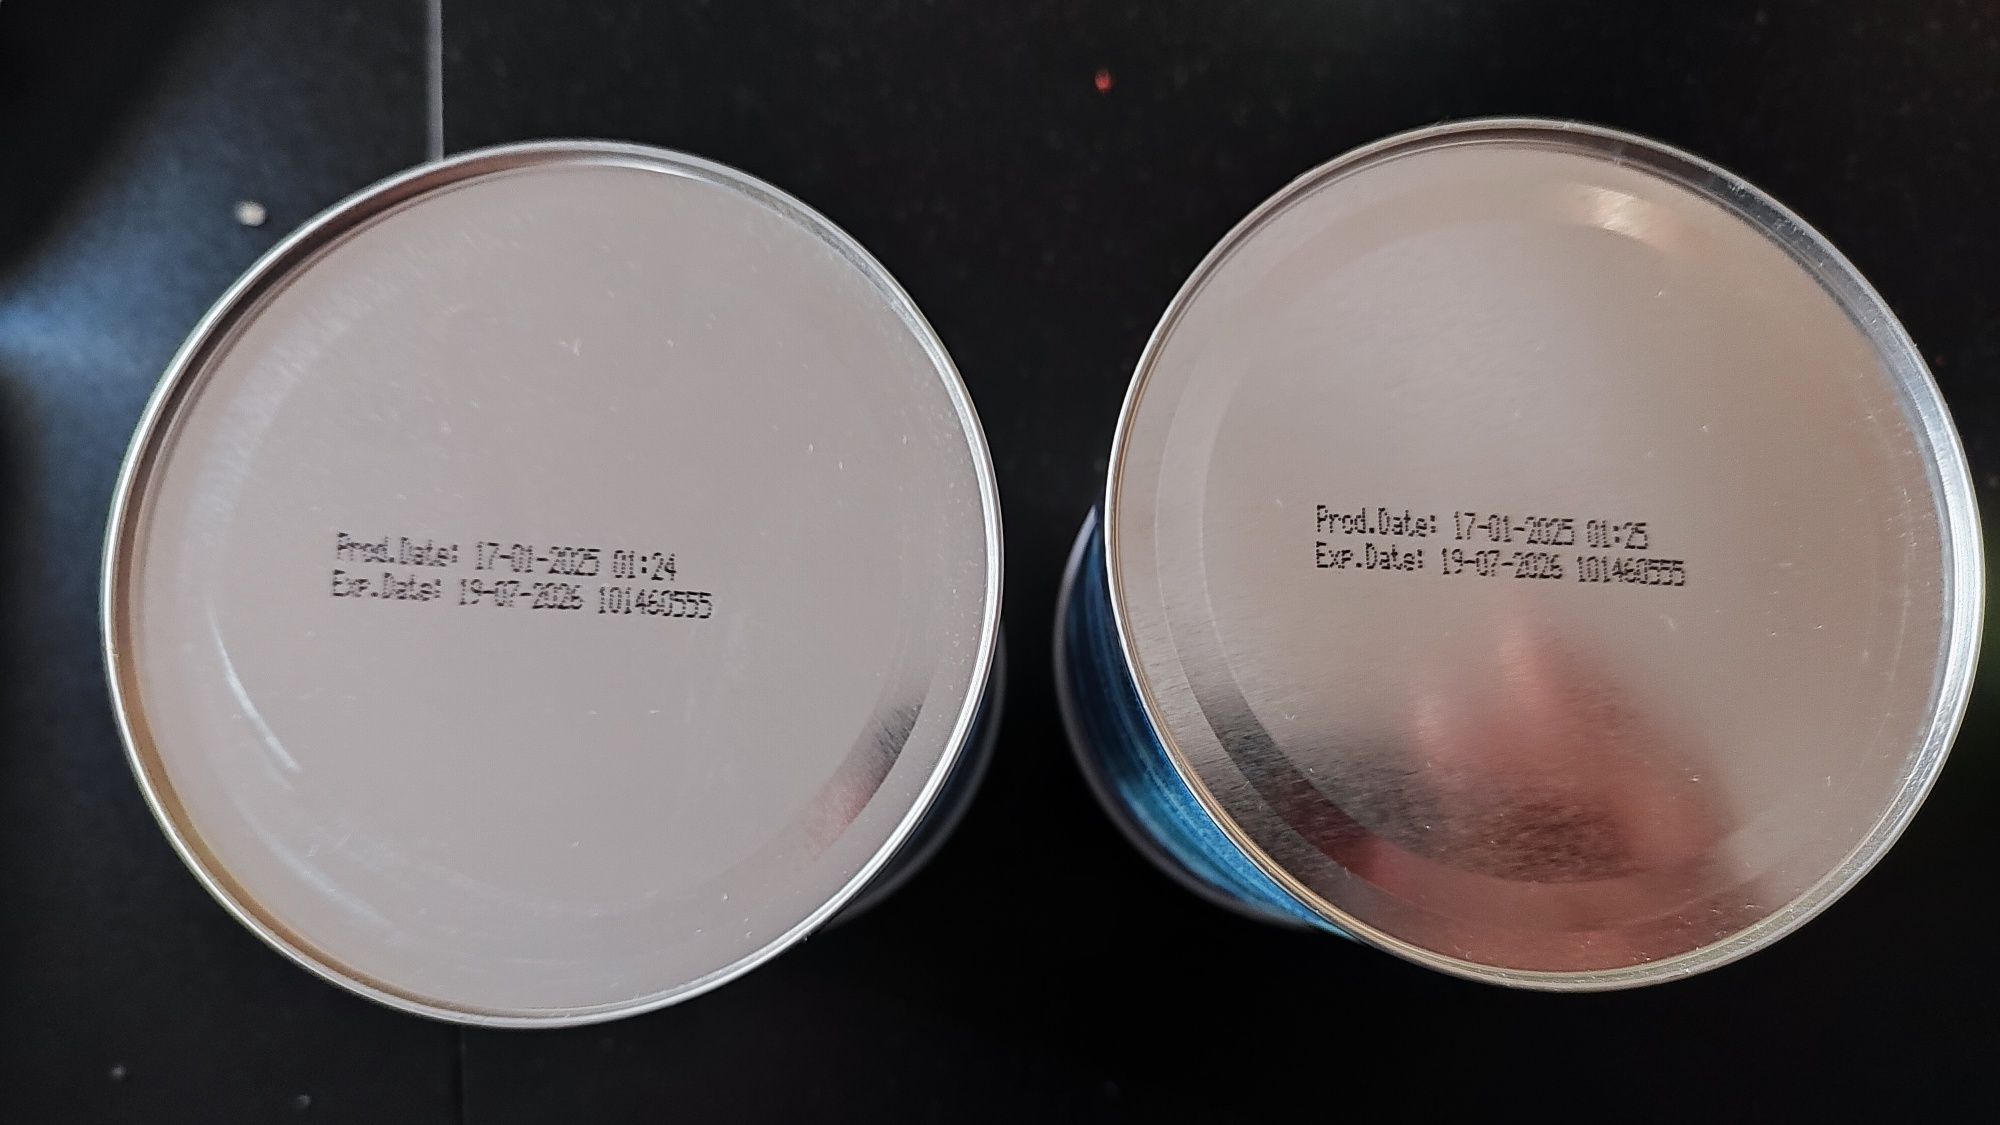 Prod.Date: 17-01-2025 01:24
Exp.Date: 19-07-2026 101460555
Prod.Date: 17-01-2025 01:25
Exp.Date: 19-07-2026 101460555